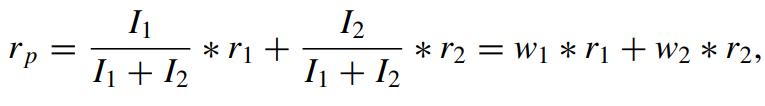 r_p = \frac{I_1}{I_1 + I_2} * r_1 + \frac{I_2}{I_1 + I_2} * r_2 = w_1 * r_1 + w_2 * r_2,